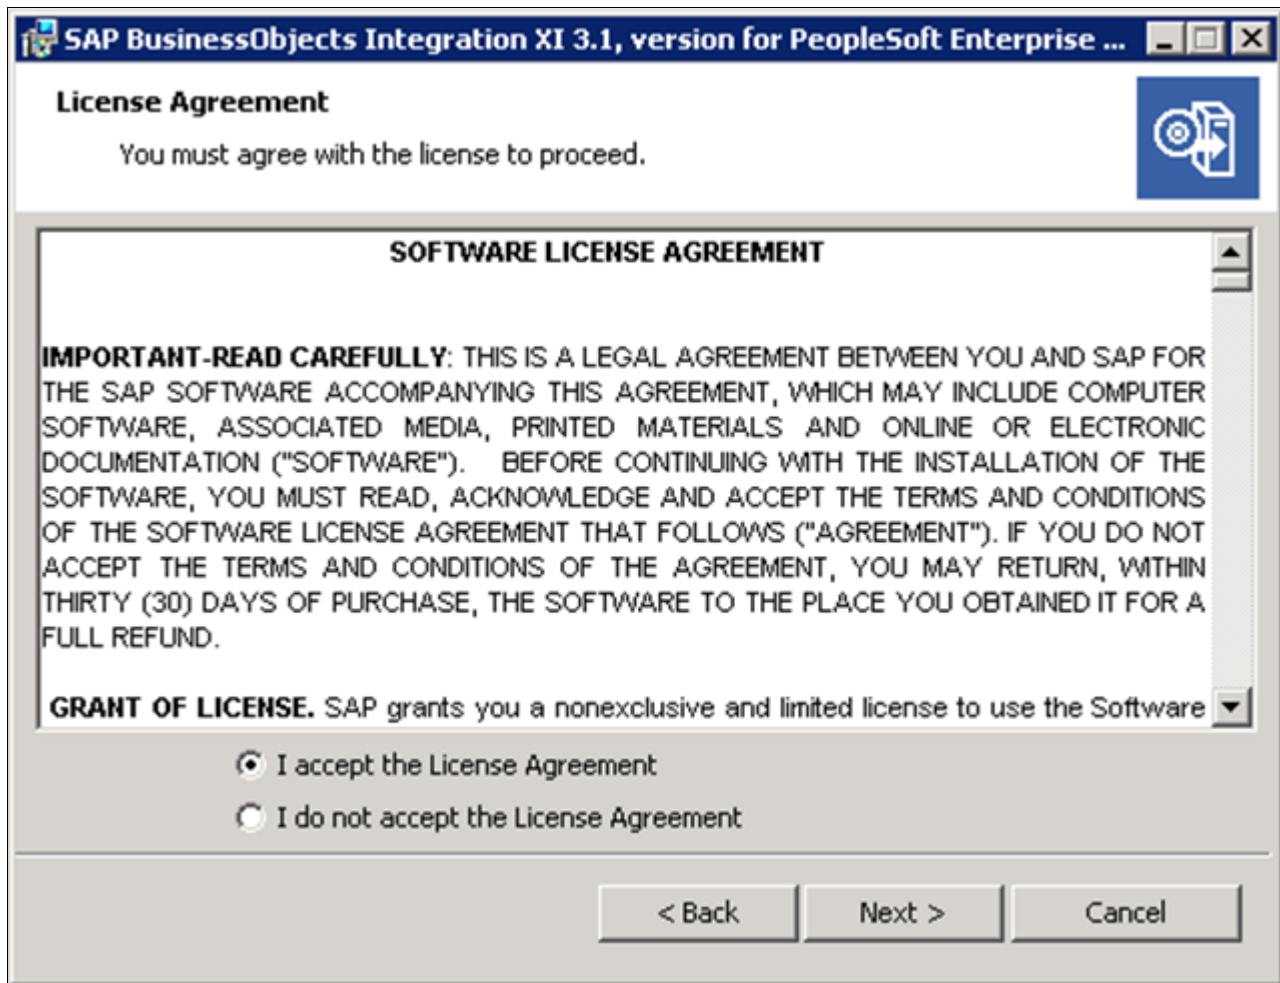 SAP BusinessObjects Integration XI 3.1, version for PeopleSoft Enterprise ...
License Agreement
You must agree with the license to proceed.
SOFTWARE LICENSE AGREEMENT
IMPORTANT-READ CAREFULLY: THIS IS A LEGAL AGREEMENT BETWEEN YOU AND SAP FOR
THE SAP SOFTWARE ACCOMPANYING THIS AGREEMENT, WHICH MAY INCLUDE COMPUTER
SOFTWARE, ASSOCIATED MEDIA, PRINTED MATERIALS AND ONLINE OR ELECTRONIC
DOCUMENTATION ("SOFTWARE"). BEFORE CONTINUING WITH THE INSTALLATION OF THE
SOFTWARE, YOU MUST READ, ACKNOWLEDGE AND ACCEPT THE TERMS AND CONDITIONS
OF THE SOFTWARE LICENSE AGREEMENT THAT FOLLOWS ("AGREEMENT"). IF YOU DO NOT
ACCEPT THE TERMS AND CONDITIONS OF THE AGREEMENT, YOU MAY RETURN, WITHIN
THIRTY (30) DAYS OF PURCHASE, THE SOFTWARE TO THE PLACE YOU OBTAINED IT FOR A
FULL REFUND.
GRANT OF LICENSE. SAP grants you a nonexclusive and limited license to use the Software
I accept the License Agreement
I do not accept the License Agreement
< Back Next > Cancel